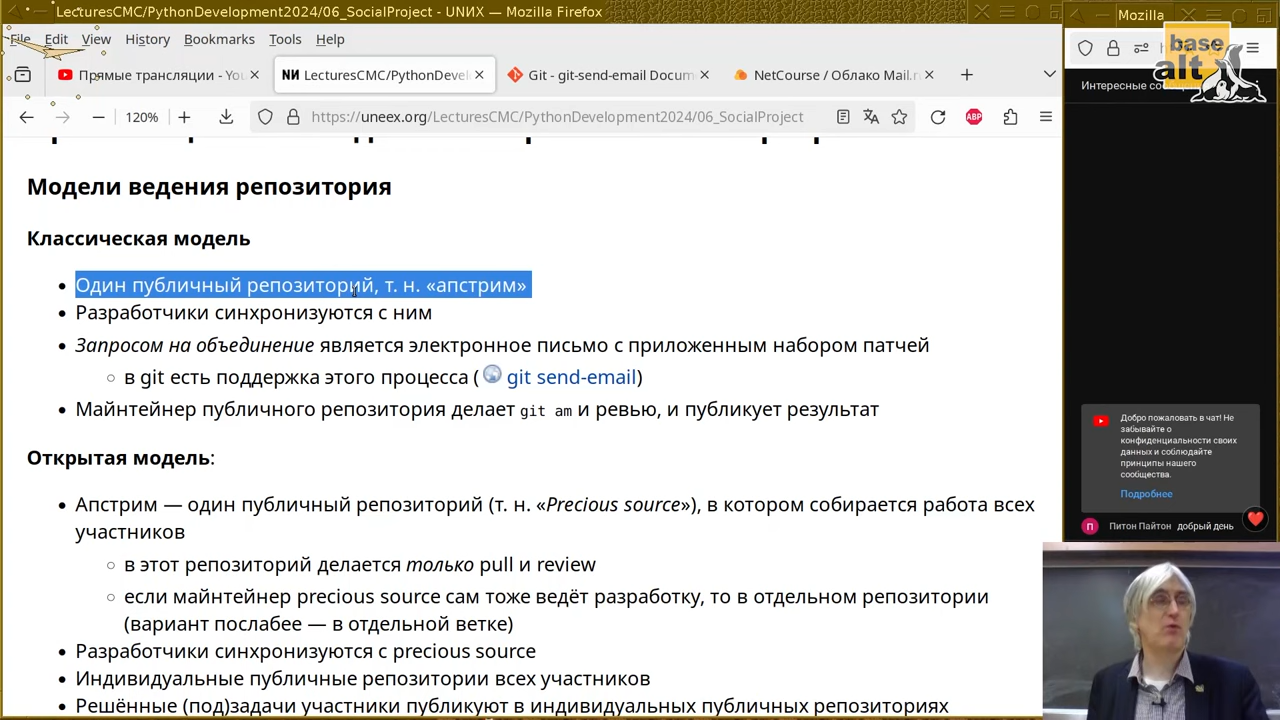 LecturesCMC/PythonDevelopment2024/06_SocialProject - UNИX — Mozilla Firefox
Mozilla
File Edit View History Bookmarks Tools Help
Прямые трансляции - You
NИ LecturesCMC/PythonDevel
Git - git-send-email Docum
NetCourse / Облако Mail.r
120%
https://uneex.org/LecturesCMC/PythonDevelopment2024/06_SocialProject
ABP
base
alt
Интересные
Модели ведения репозитория
Классическая модель
Один публичный репозиторий, т. н. «апстрим»
Разработчики синхронизуются с ним
Запросом на объединение является электронное письмо с приложенным набором патчей
в git есть поддержка этого процесса ( git send-email)
Майнтейнер публичного репозитория делает git am и ревью, и публикует результат
Открытая модель:
Апстрим — один публичный репозиторий (т. н. «Precious source»), в котором собирается работа всех
участников
в этот репозиторий делается только pull и review
если майнтейнер precious source сам тоже ведёт разработку, то в отдельном репозитории
(вариант послабее — в отдельной ветке)
Разработчики синхронизуются с precious source
Индивидуальные публичные репозитории всех участников
Решённые (под)задачи участники публикуют в индивидуальных публичных репозиториях
Добро пожаловать в чат! Не
забывайте о
конфиденциальности своих
данных и соблюдайте
принципы нашего
сообщества.
Подробнее
П Питон Пайтон добрый день